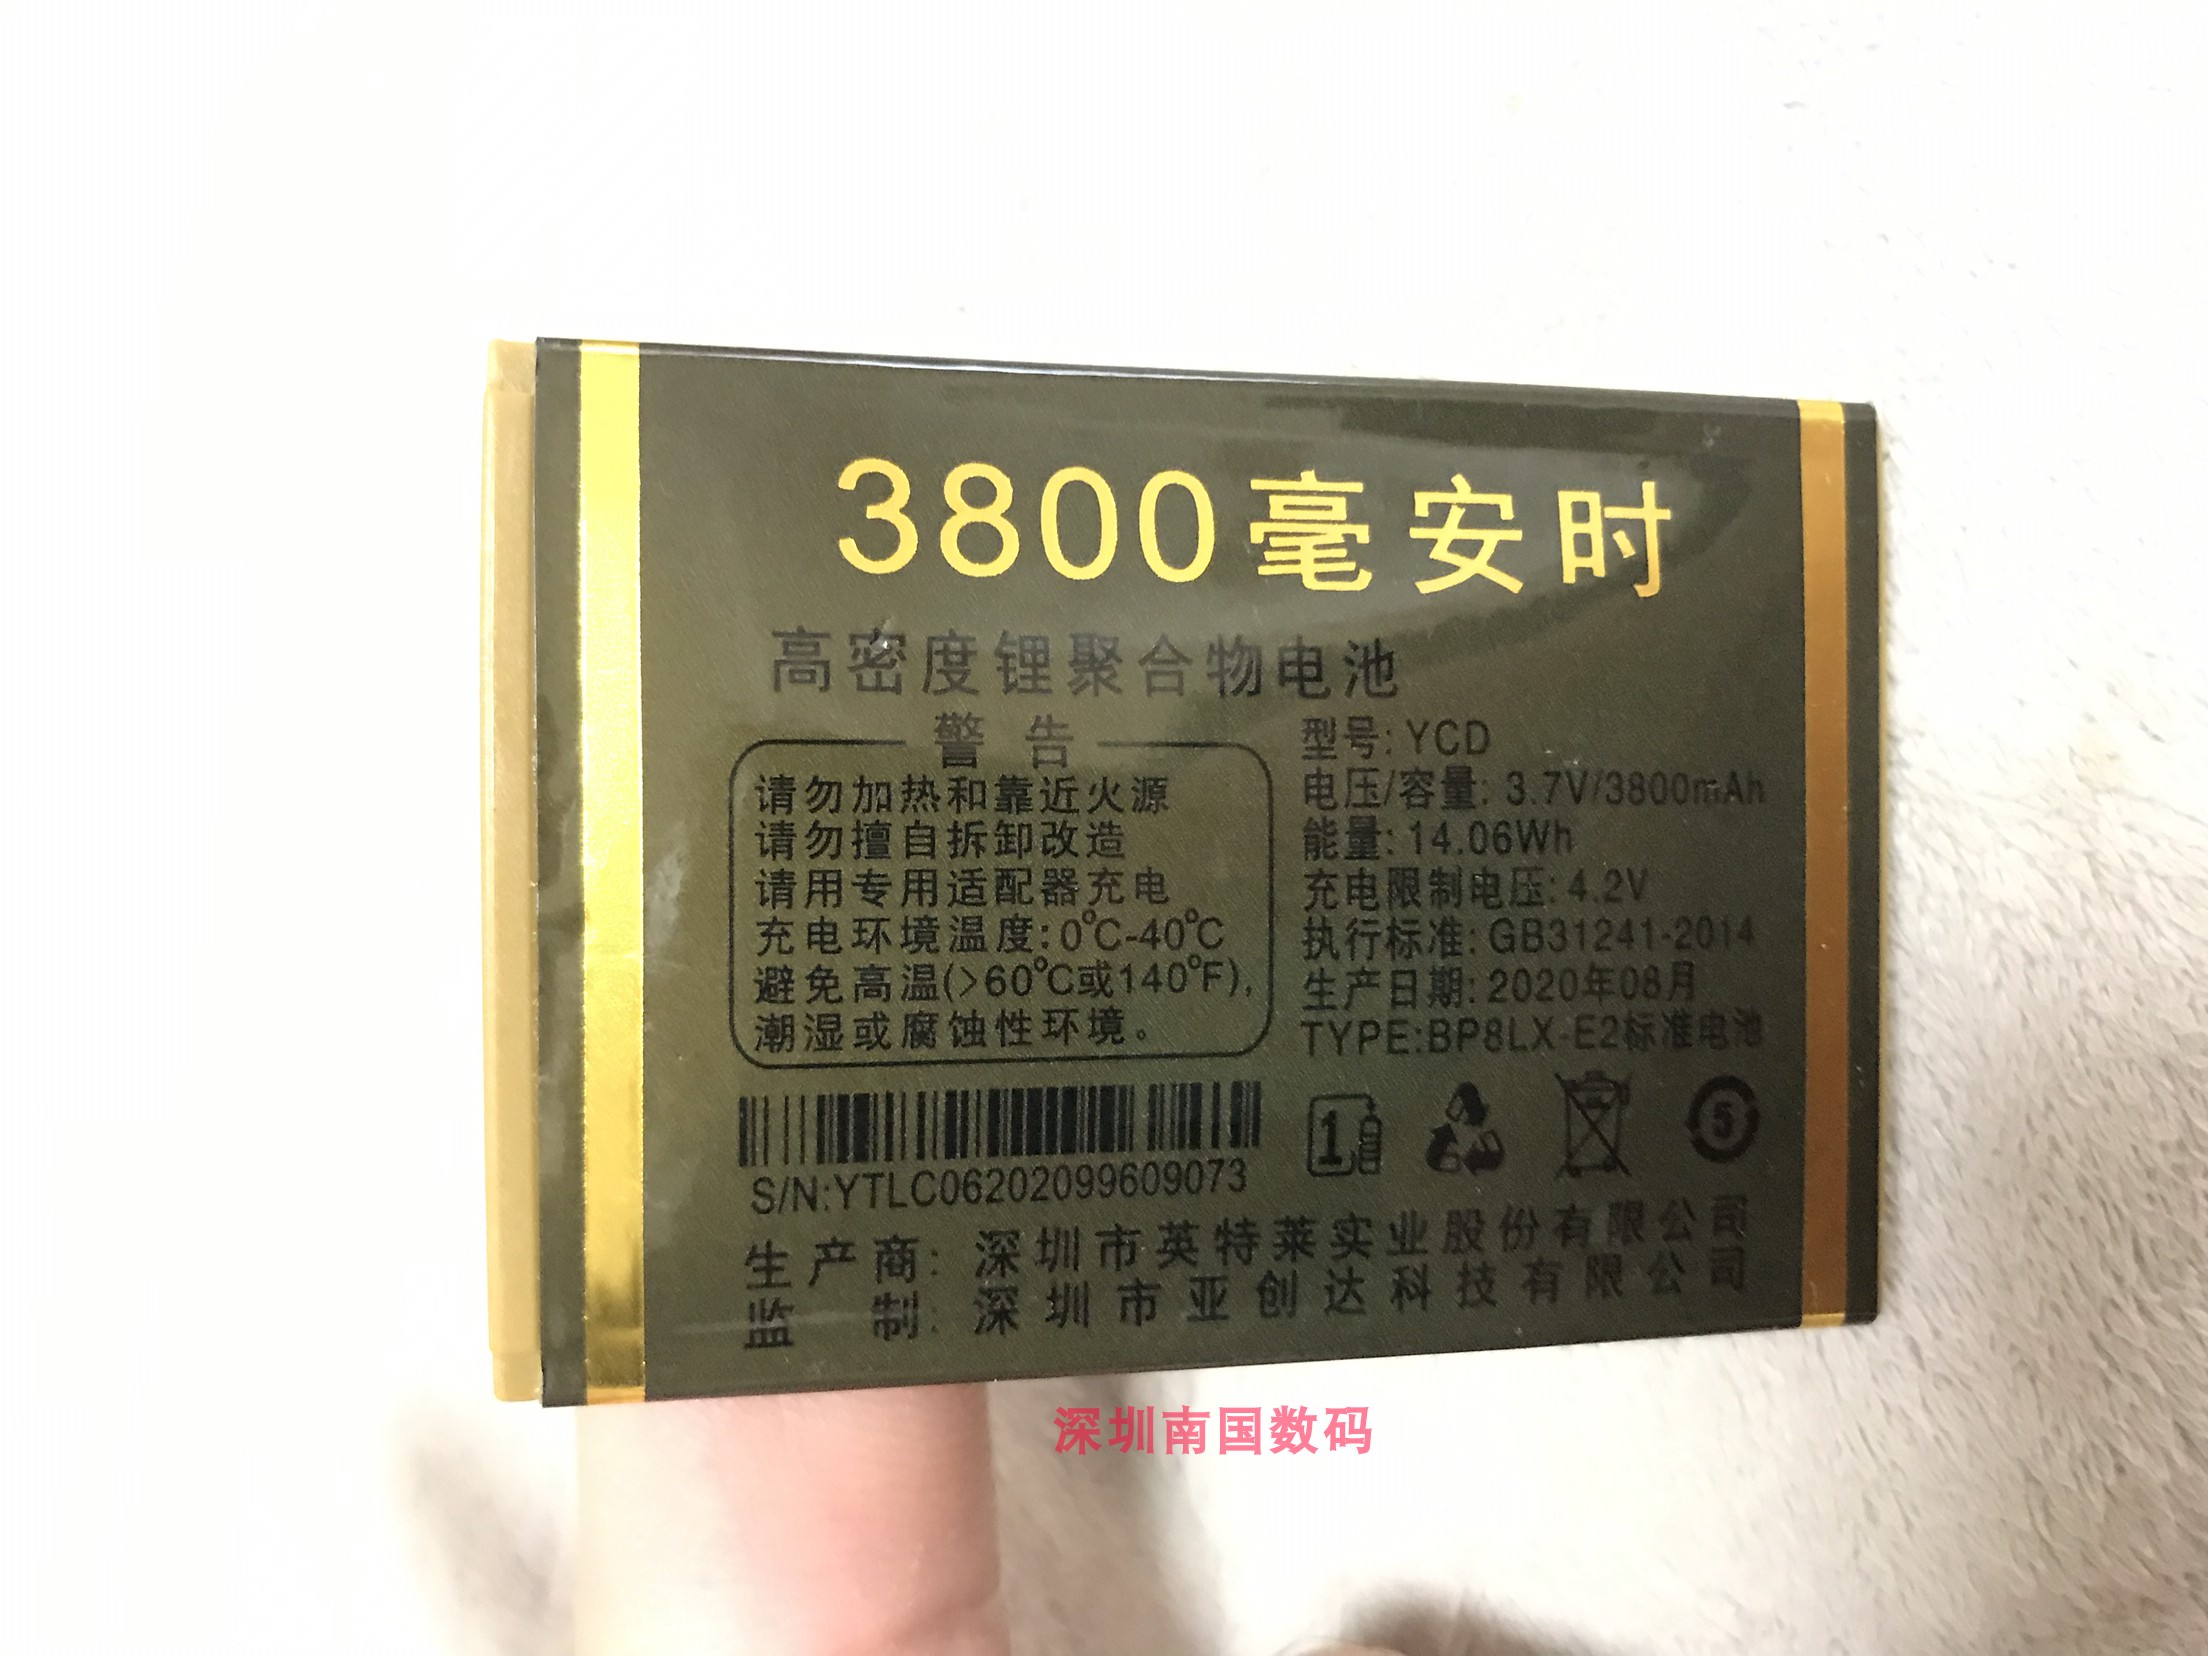 3800毫安时
高密度锂聚合物电池
警告
请勿加热和靠近火源
请勿擅自拆卸改造
请用专用适配器充电
充电环境温度:0℃-40℃
避免高温(>60℃或140℉),
潮湿或腐蚀性环境。
型号: YCD
电压/容量: 3.7V/3800mAh
能量: 14.06Wh
充电限制电压: 4.2V
执行标准: GB31241-2014
生产日期: 2020年08月
TYPE:BP8LX-E2标准电池
1
5
S/N:YTLC06202099609073
生产商: 深圳市英特莱实业股份有限公司
监制: 深圳市亚创达科技有限公司
深圳南国数码